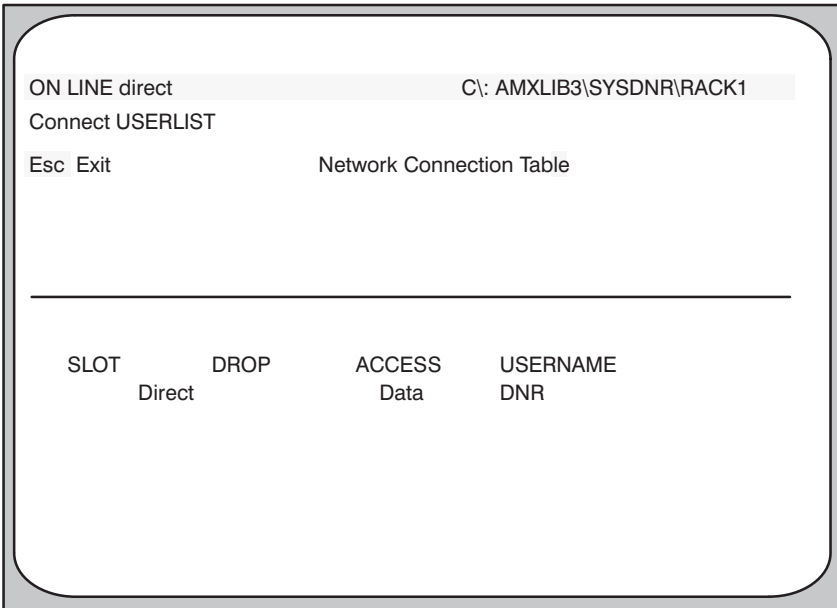 ON LINE direct C\: AMXLIB3\SYSDNR\RACK1
Connect USERLIST
Esc Exit Network Connection Table
SLOT DROP ACCESS USERNAME
Direct Data DNR